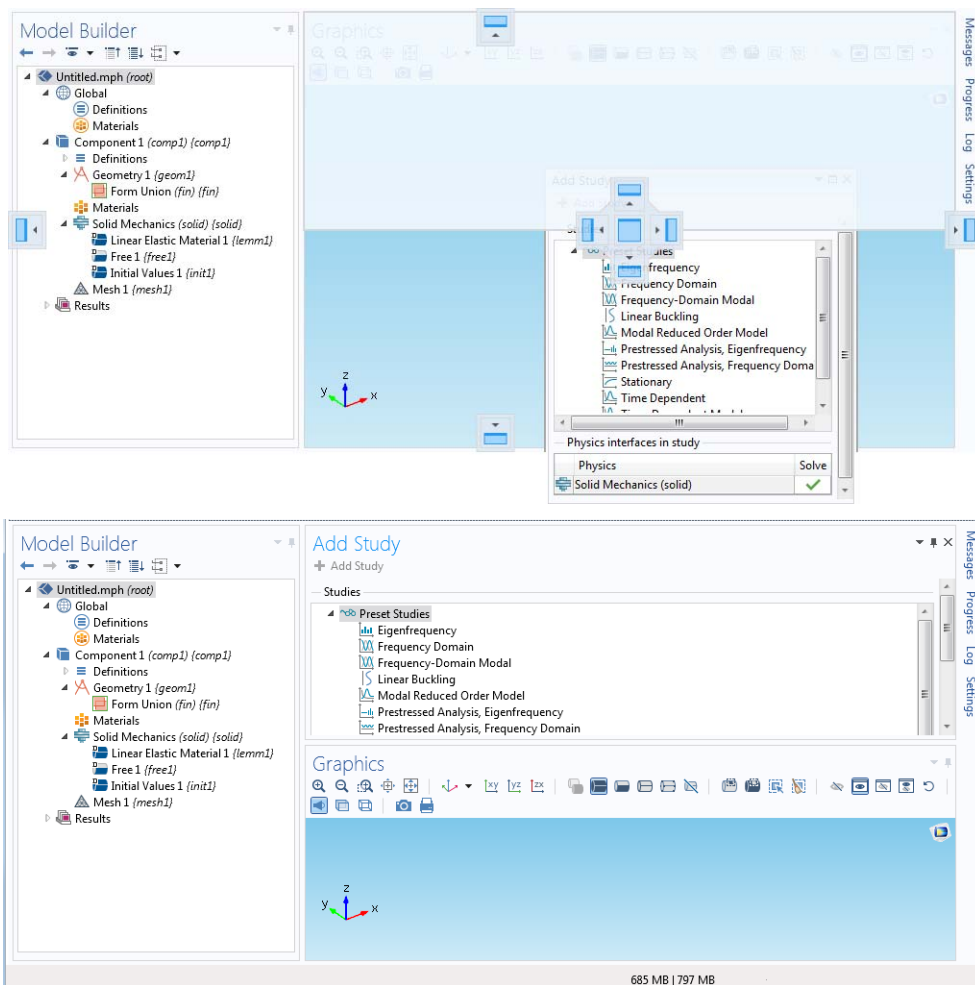 Model Builder
Untitled.mph (root)
Global
Definitions
Materials
Component 1 (comp1) {comp1}
Definitions
Geometry 1 {geom1}
Form Union (fin) {fin}
Materials
Solid Mechanics (solid) {solid}
Linear Elastic Material 1 {lemm1}
Free 1 {free1}
Initial Values 1 {init1}
Mesh 1 {mesh1}
Results
Graphics
z
y
x
Add Study
Preset Studies
Frequency Domain
Frequency-Domain Modal
Linear Buckling
Modal Reduced Order Model
Prestressed Analysis, Eigenfrequency
Prestressed Analysis, Frequency Doma
Stationary
Time Dependent
Physics interfaces in study
Physics Solve
Solid Mechanics (solid)
Messages
Progress
Log
Settings
Model Builder
Untitled.mph (root)
Global
Definitions
Materials
Component 1 (comp1) {comp1}
Definitions
Geometry 1 {geom1}
Form Union (fin) {fin}
Materials
Solid Mechanics (solid) {solid}
Linear Elastic Material 1 {lemm1}
Free 1 {free1}
Initial Values 1 {init1}
Mesh 1 {mesh1}
Results
Add Study
Add Study
Studies
Preset Studies
Eigenfrequency
Frequency Domain
Frequency-Domain Modal
Linear Buckling
Modal Reduced Order Model
Prestressed Analysis, Eigenfrequency
Prestressed Analysis, Frequency Domain
Graphics
xy yz zx
z
y
x
Messages
Progress
Log
Settings
685 MB | 797 MB